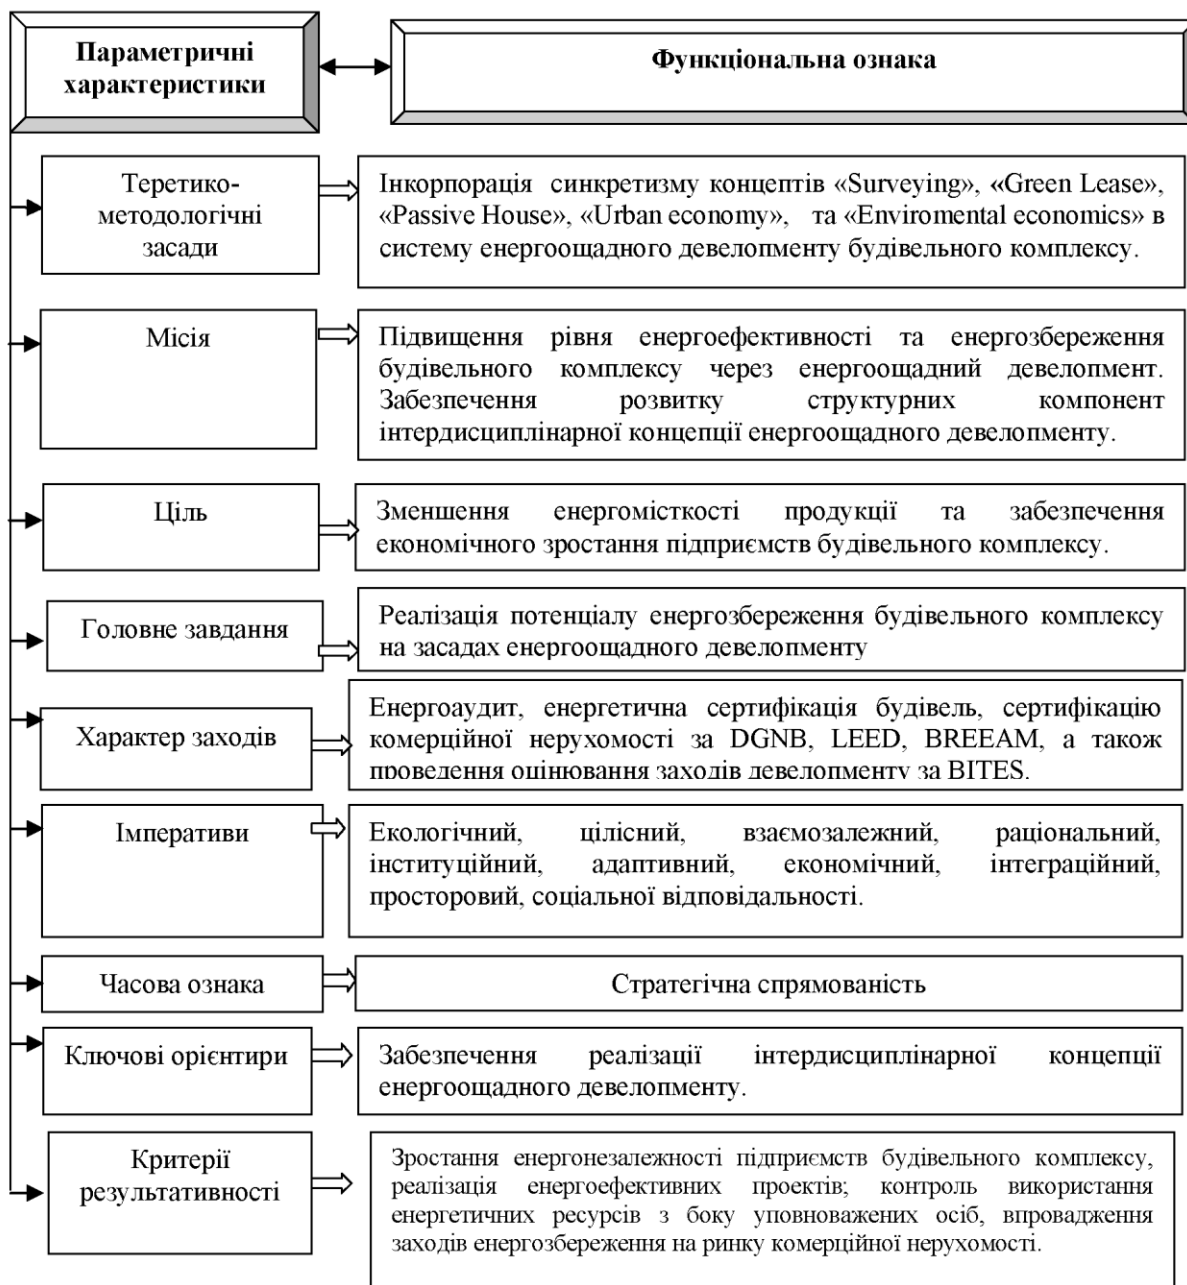 Параметричні
характеристики
Функціональна ознака
Теретико-
методологічні
засади
Інкорпорація синкретизму концептів «Surveying», «Green Lease»,
«Passive House», «Urban economy», та «Enviromental economics» в
систему енергоощадного девелопменту будівельного комплексу.
Місія
Підвищення рівня енергоефективності та енергозбереження
будівельного комплексу через енергоощадний девелопмент.
Забезпечення розвитку структурних компонент
інтердисциплінарної концепції енергоощадного девелопменту.
Ціль
Зменшення енергомісткості продукції та забезпечення
економічного зростання підприємств будівельного комплексу.
Головне завдання
Реалізація потенціалу енергозбереження будівельного комплексу
на засадах енергоощадного девелопменту
Характер заходів
Енергоаудит, енергетична сертифікація будівель, сертифікацію
комерційної нерухомості за DGNB, LEED, BREEAM, а також
проведення оцінювання заходів девелопменту за BITES.
Імперативи
Екологічний, цілісний, взаємозалежний, раціональний,
інституційний, адаптивний, економічний, інтеграційний,
просторовий, соціальної відповідальності.
Часова ознака
Стратегічна спрямованість
Ключові орієнтири
Забезпечення реалізації інтердисциплінарної концепції
енергоощадного девелопменту.
Критерії
результативності
Зростання енергонезалежності підприємств будівельного комплексу,
реалізація енергоефективних проектів; контроль використання
енергетичних ресурсів з боку уповноважених осіб, впровадження
заходів енергозбереження на ринку комерційної нерухомості.